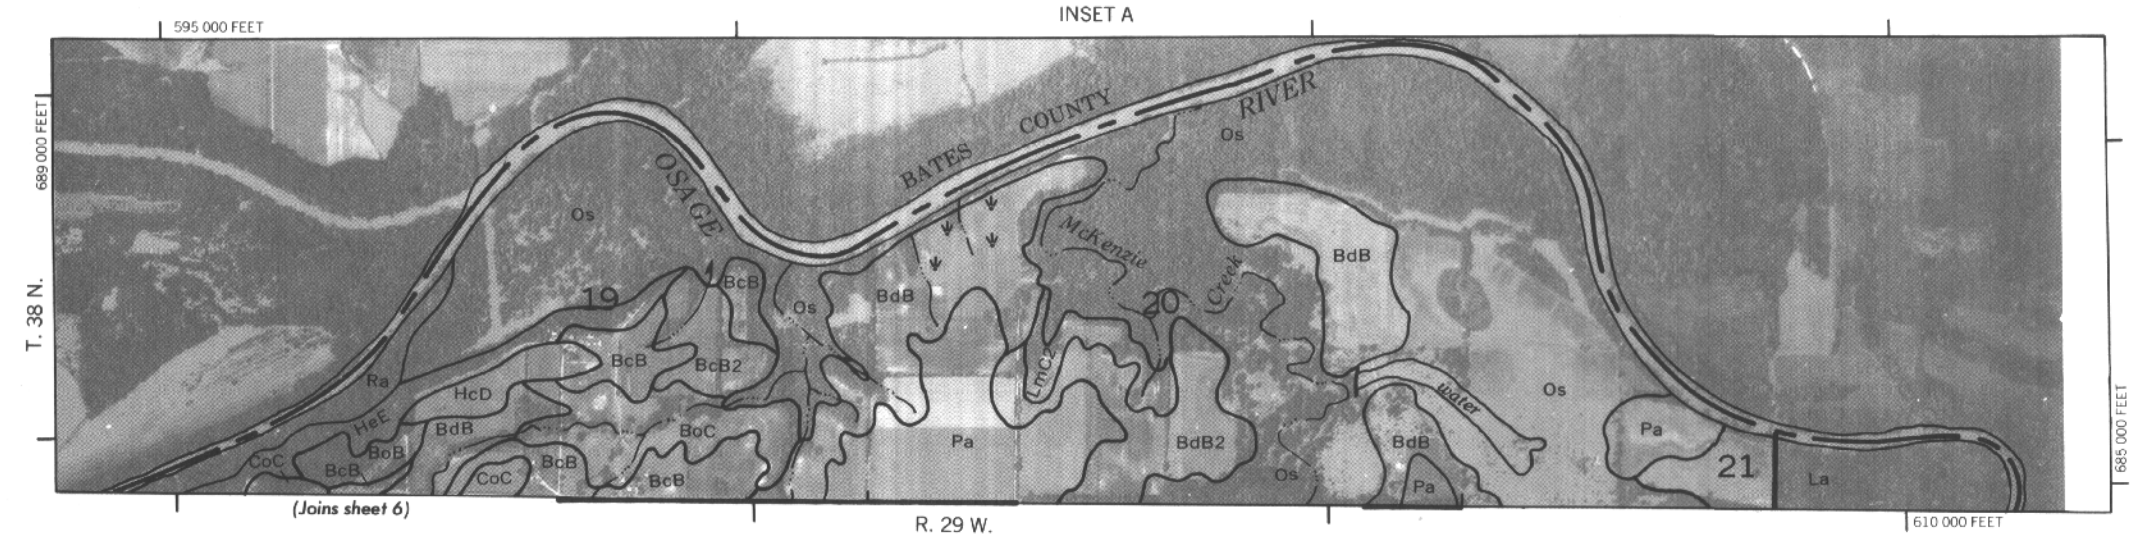 INSET A
595 000 FEET
689 000 FEET
T. 38 N.
OSAGE
RIVER
BATES COUNTY
Os
Os
McKenzie
Creek
BdB
19
BcB
Os
BdB
20
BcB
BcB2
LmC2
Ra
HcD
water
Os
HeE
BdB
BoC
Pa
BdB2
BdB
Pa
BoB
CoC
BcB
BcB
CoC
BcB
Os
Pa
21
La
685 000 FEET
(Joins sheet 6)
R. 29 W.
610 000 FEET